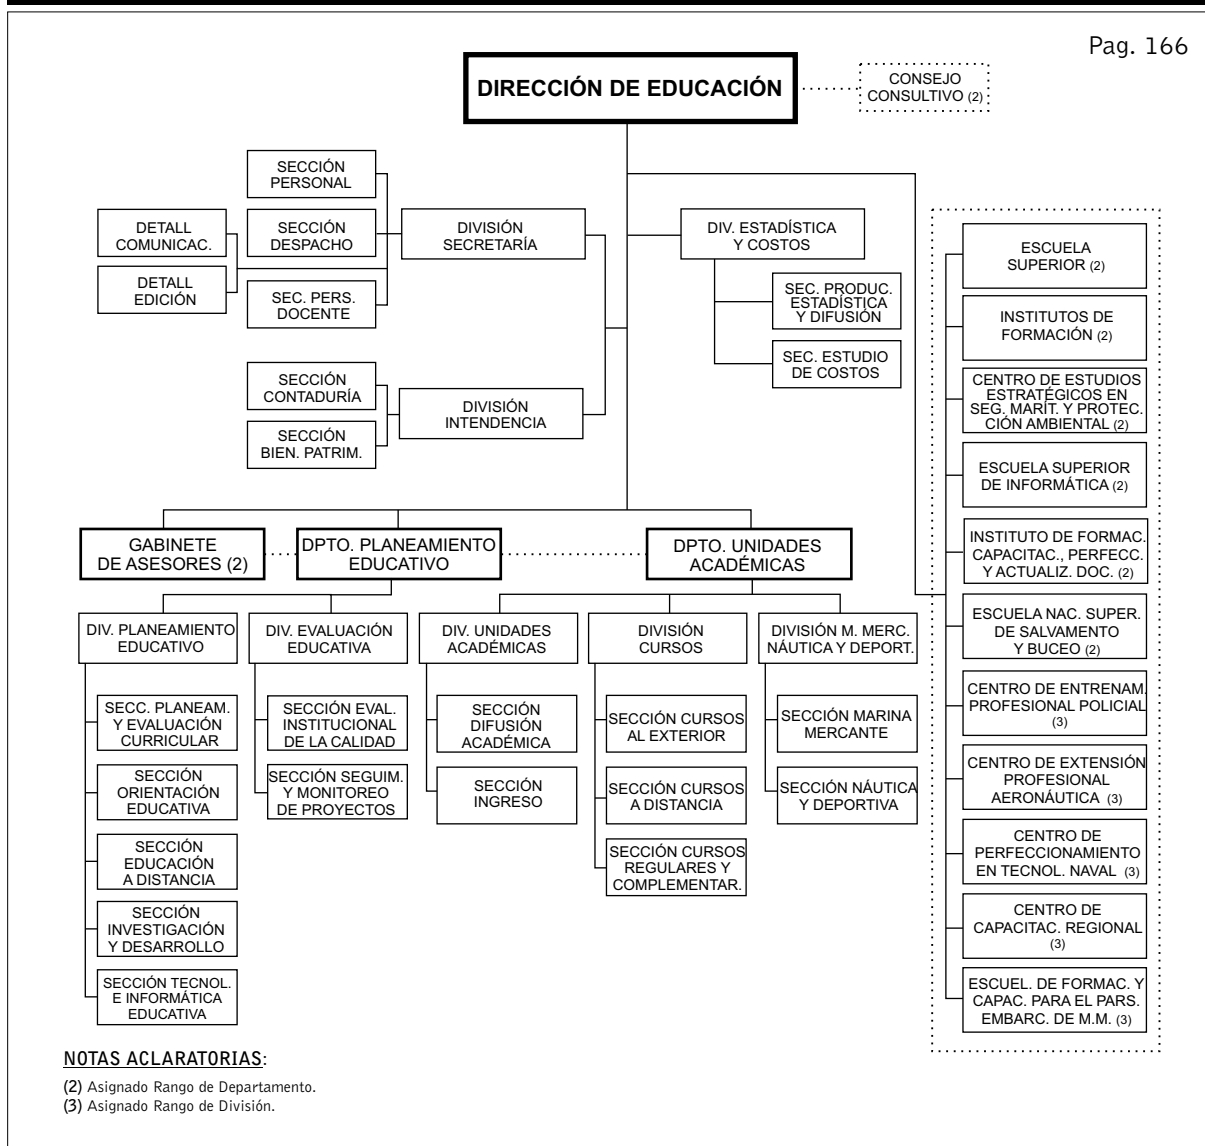 Pag. 166
DIRECCIÓN DE EDUCACIÓN
CONSEJO
CONSULTIVO (2)
SECCIÓN
PERSONAL
DETALL
COMUNICAC.
SECCIÓN
DESPACHO
DIVISIÓN
SECRETARÍA
DETALL
EDICIÓN
SEC. PERS.
DOCENTE
SECCIÓN
CONTADURÍA
DIVISIÓN
INTENDENCIA
SECCIÓN
BIEN. PATRIM.
DIV. ESTADÍSTICA
Y COSTOS
SEC. PRODUC.
ESTADÍSTICA
Y DIFUSIÓN
SEC. ESTUDIO
DE COSTOS
GABINETE
DE ASESORES (2)
DPTO. PLANEAMIENTO
EDUCATIVO
DPTO. UNIDADES
ACADÉMICAS
DIV. PLANEAMIENTO
EDUCATIVO
DIV. EVALUACIÓN
EDUCATIVA
DIV. UNIDADES
ACADÉMICAS
DIVISIÓN
CURSOS
DIVISIÓN M. MERC.
NÁUTICA Y DEPORT.
SECC. PLANEAM.
Y EVALUACIÓN
CURRICULAR
SECCIÓN
ORIENTACIÓN
EDUCATIVA
SECCIÓN
EDUCACIÓN
A DISTANCIA
SECCIÓN
INVESTIGACIÓN
Y DESARROLLO
SECCIÓN TECNOL.
E INFORMÁTICA
EDUCATIVA
SECCIÓN EVAL.
INSTITUCIONAL
DE LA CALIDAD
SECCIÓN SEGUIM.
Y MONITOREO
DE PROYECTOS
SECCIÓN
DIFUSIÓN
ACADÉMICA
SECCIÓN
INGRESO
SECCIÓN CURSOS
AL EXTERIOR
SECCIÓN CURSOS
A DISTANCIA
SECCIÓN CURSOS
REGULARES Y
COMPLEMENTAR.
SECCIÓN MARINA
MERCANTE
SECCIÓN NÁUTICA
Y DEPORTIVA
ESCUELA
SUPERIOR (2)
INSTITUTOS DE
FORMACIÓN (2)
CENTRO DE ESTUDIOS
ESTRATÉGICOS EN
SEG. MARÍT. Y PROTEC.
CIÓN AMBIENTAL (2)
ESCUELA SUPERIOR
DE INFORMÁTICA (2)
INSTITUTO DE FORMAC.
CAPACITAC., PERFECC.
Y ACTUALIZ. DOC. (2)
ESCUELA NAC. SUPER.
DE SALVAMENTO
Y BUCEO (2)
CENTRO DE ENTRENAM.
PROFESIONAL POLICIAL
(3)
CENTRO DE EXTENSIÓN
PROFESIONAL
AERONÁUTICA (3)
CENTRO DE
PERFECCIONAMIENTO
EN TECNOL. NAVAL (3)
CENTRO DE
CAPACITAC. REGIONAL
(3)
ESCUEL. DE FORMAC. Y
CAPAC. PARA EL PARS.
EMBARC. DE M.M. (3)
NOTAS ACLARATORIAS:
(2) Asignado Rango de Departamento.
(3) Asignado Rango de División.